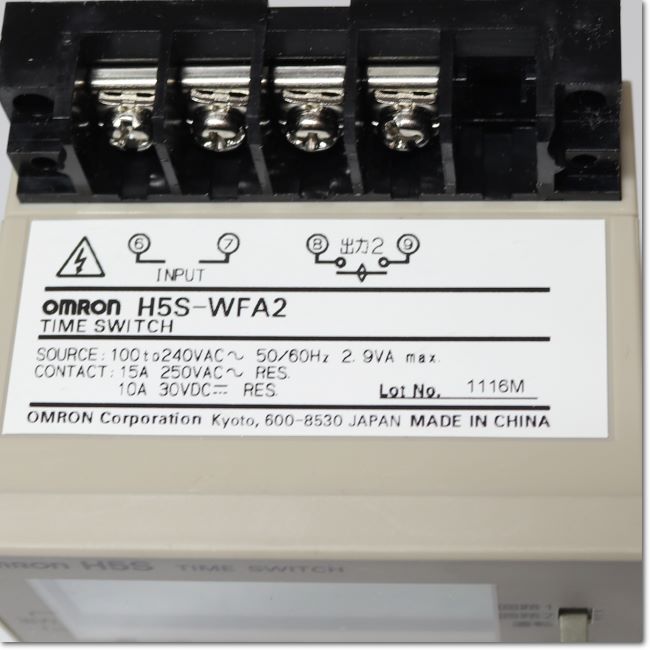 ⑥ ⑦ ⑧ 出力2 ⑨
INPUT
OMRON H5S-WFA2
TIME SWITCH
SOURCE: 100to240VAC～ 50/60Hz 2.9VA max.
CONTACT: 15A 250VAC～ RES.
10A 30VDC⎓ RES.
Lot No. 1116M
OMRON Corporation Kyoto, 600-8530 JAPAN MADE IN CHINA
OMRON H5S TIME SWITCH